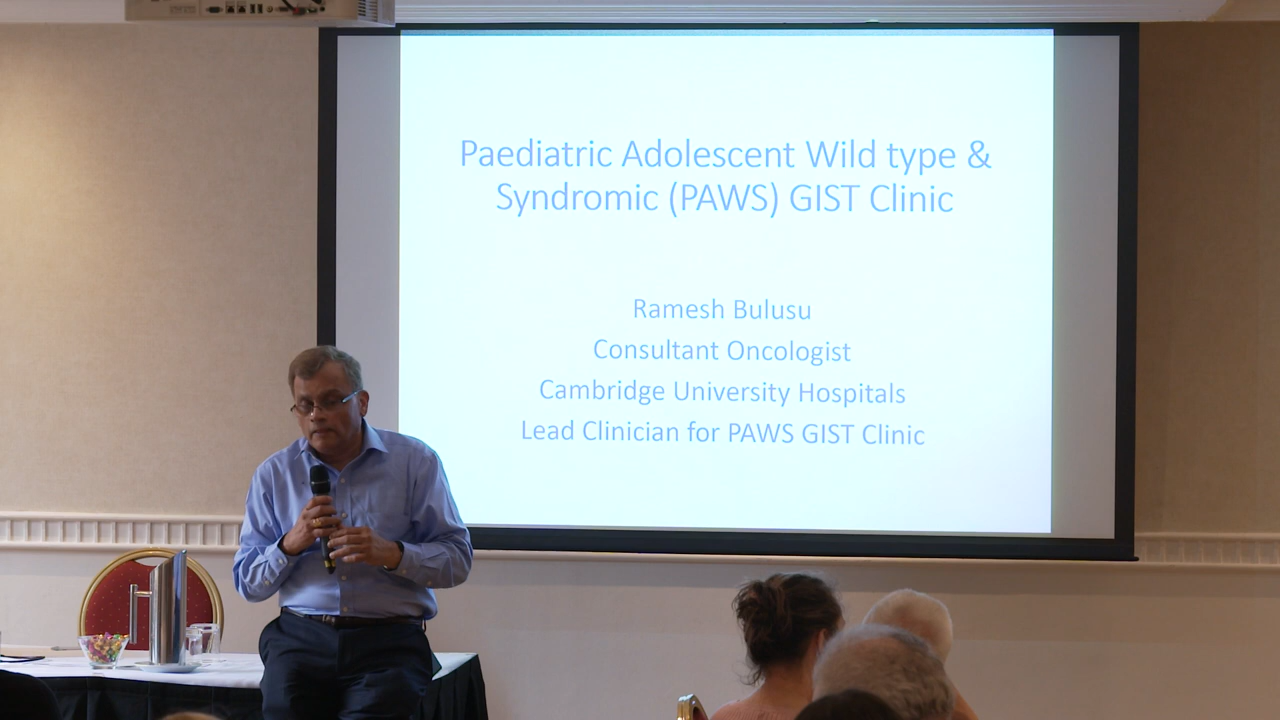 Paediatric Adolescent Wild type &
Syndromic (PAWS) GIST Clinic
Ramesh Bulusu
Consultant Oncologist
Cambridge University Hospitals
Lead Clinician for PAWS GIST Clinic